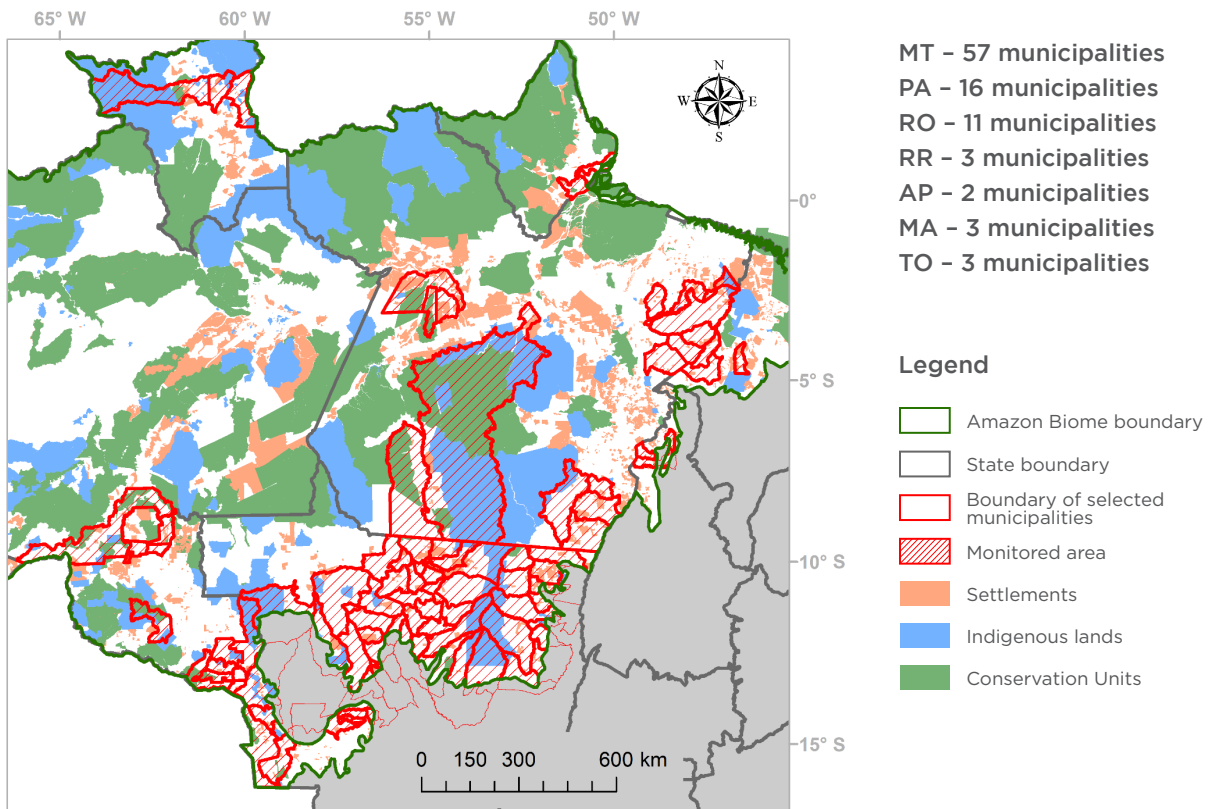 65° W 60° W 55° W 50° W
N
W E
S
0°
5° S
10° S
15° S
0 150 300 600 km
MT – 57 municipalities
PA – 16 municipalities
RO – 11 municipalities
RR – 3 municipalities
AP – 2 municipalities
MA – 3 municipalities
TO – 3 municipalities
Legend
Amazon Biome boundary
State boundary
Boundary of selected
municipalities
Monitored area
Settlements
Indigenous lands
Conservation Units